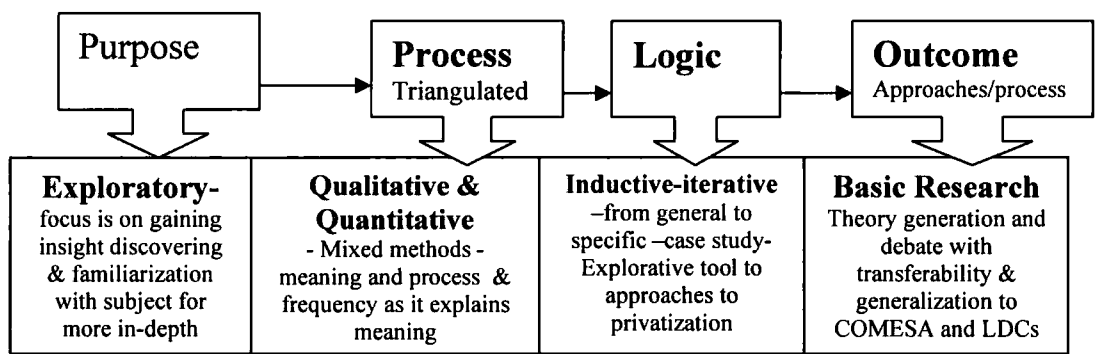 Purpose
Process
Triangulated
Logic
Outcome
Approaches/process
Exploratory-
focus is on gaining
insight discovering
& familiarization
with subject for
more in-depth
Qualitative &
Quantitative
- Mixed methods -
meaning and process &
frequency as it explains
meaning
Inductive-iterative
–from general to
specific –case study-
Explorative tool to
approaches to
privatization
Basic Research
Theory generation and
debate with
transferability &
generalization to
COMESA and LDCs